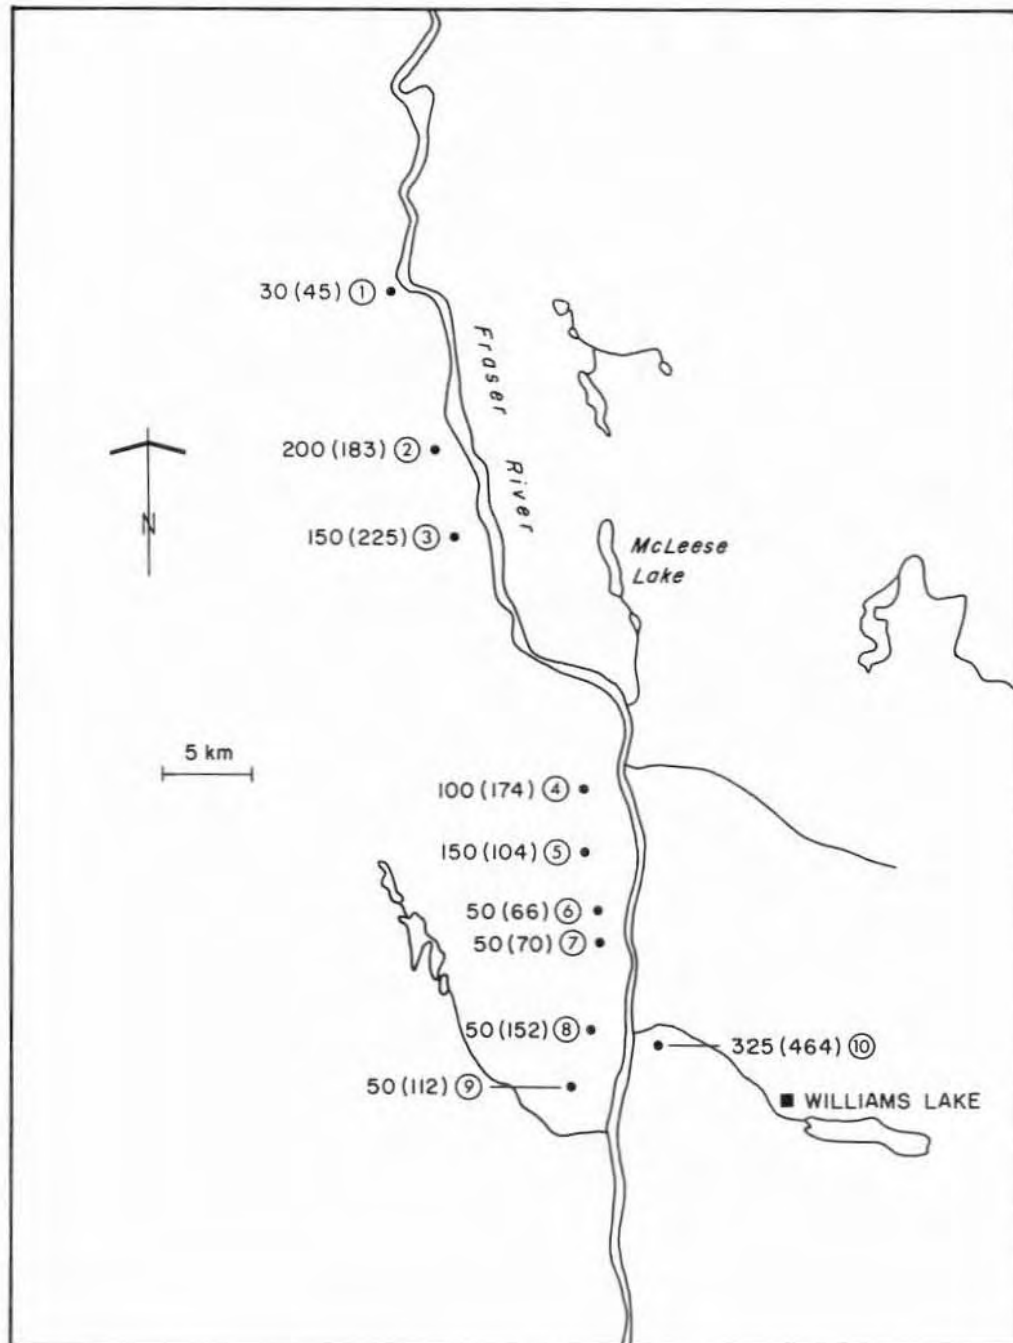 30 (45) 1
Fraser
River
200 (183) 2
N
150 (225) 3
McLeese
Lake
5 km
100 (174) 4
150 (104) 5
50 (66) 6
50 (70) 7
50 (152) 8
325 (464) 10
50 (112) 9
WILLIAMS LAKE